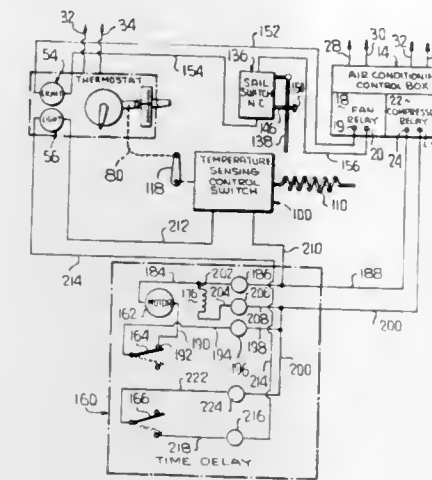 32
34
152
30
28
14
32
54
154
136
SAIL
SWITCH
N.C.
146
138
THERMOSTAT
LIGHT
LIGHT
56
AIR CONDITIONING
CONTROL BOX
18
22
FAN
RELAY
COMPRESSOR
RELAY
19
20
24
156
80
118
TEMPERATURE
SENSING
CONTROL
SWITCH
110
100
212
210
214
184
202
186
188
176
204
206
MOTOR
162
208
200
164
190
194
198
192
196
200
214
222
166
224
160
216
218
TIME DELAY